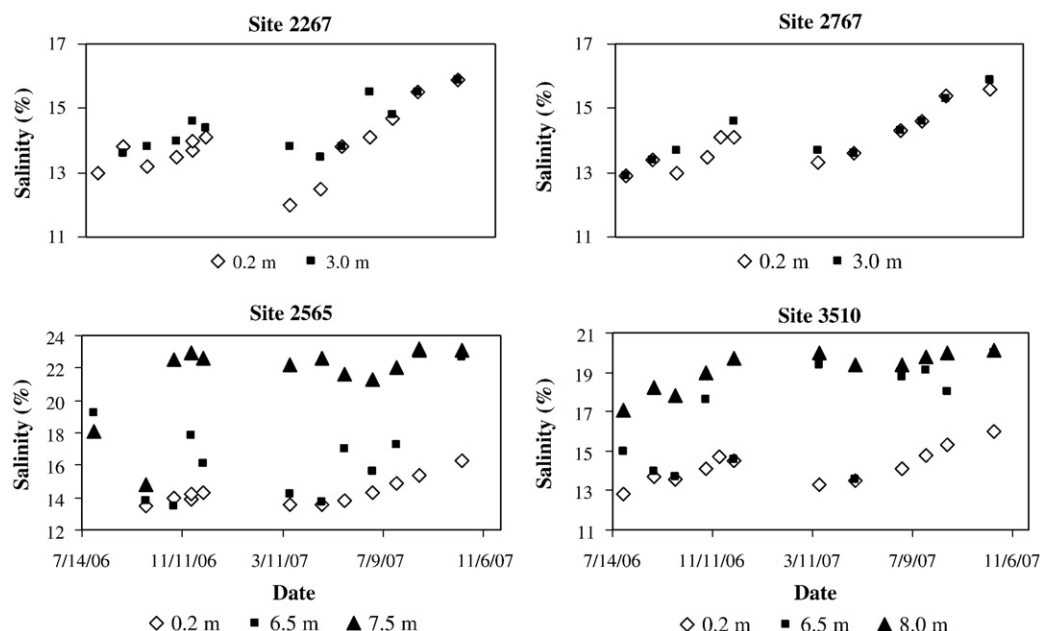 Site 2267
17
15
13
11
Salinity (%)
0.2 m 3.0 m
Site 2767
17
15
13
11
Salinity (%)
0.2 m 3.0 m
Site 2565
24
22
20
18
16
14
12
Salinity (%)
7/14/06 11/11/06 3/11/07 7/9/07 11/6/07
Date
0.2 m 6.5 m 7.5 m
Site 3510
21
19
17
15
13
11
Salinity (%)
7/14/06 11/11/06 3/11/07 7/9/07 11/6/07
Date
0.2 m 6.5 m 8.0 m